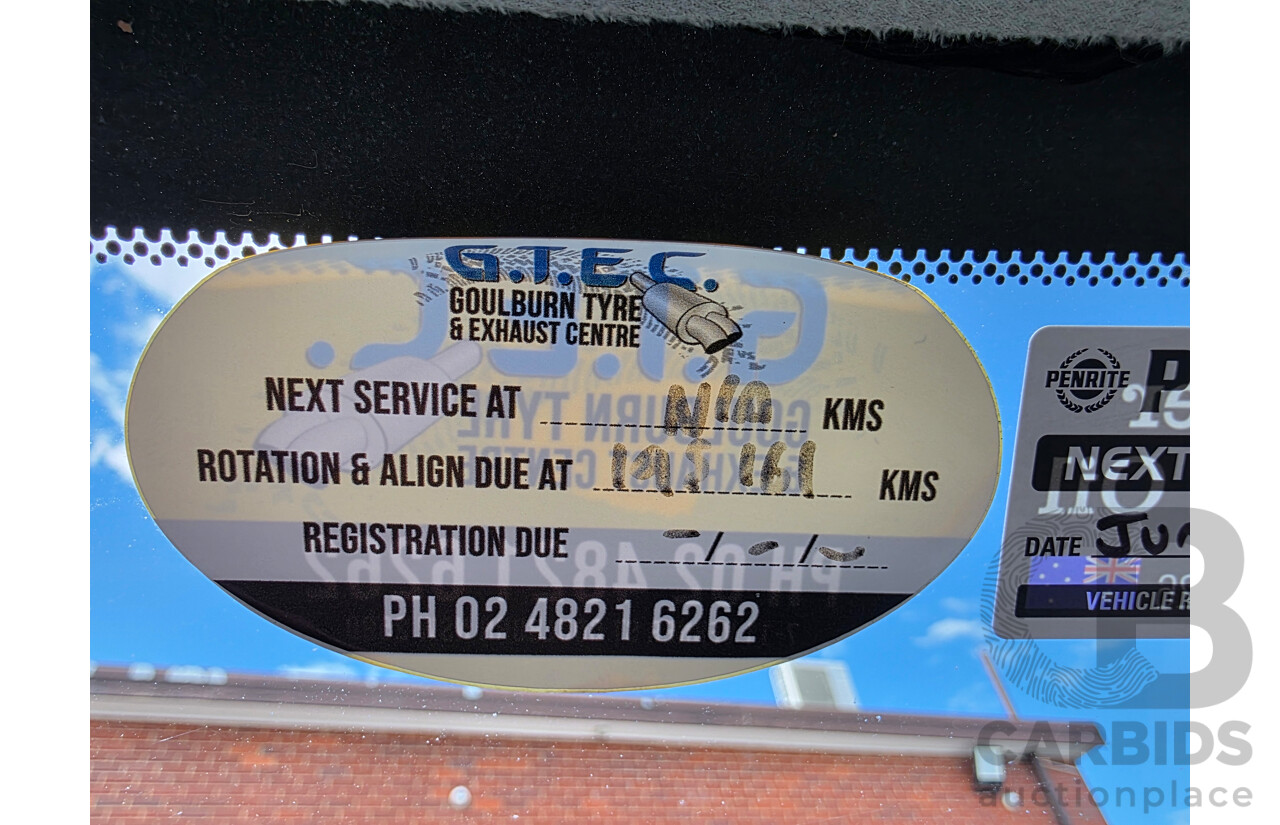 G.T.E.C.
GOULBURN TYRE
& EXHAUST CENTRE
NEXT SERVICE AT KMS
ROTATION & ALIGN DUE AT KMS
REGISTRATION DUE -/-/-
PH 02 4821 6262
PENRITE
NEXT
DATE
VEHICLE
CARBIDS
auctionplace